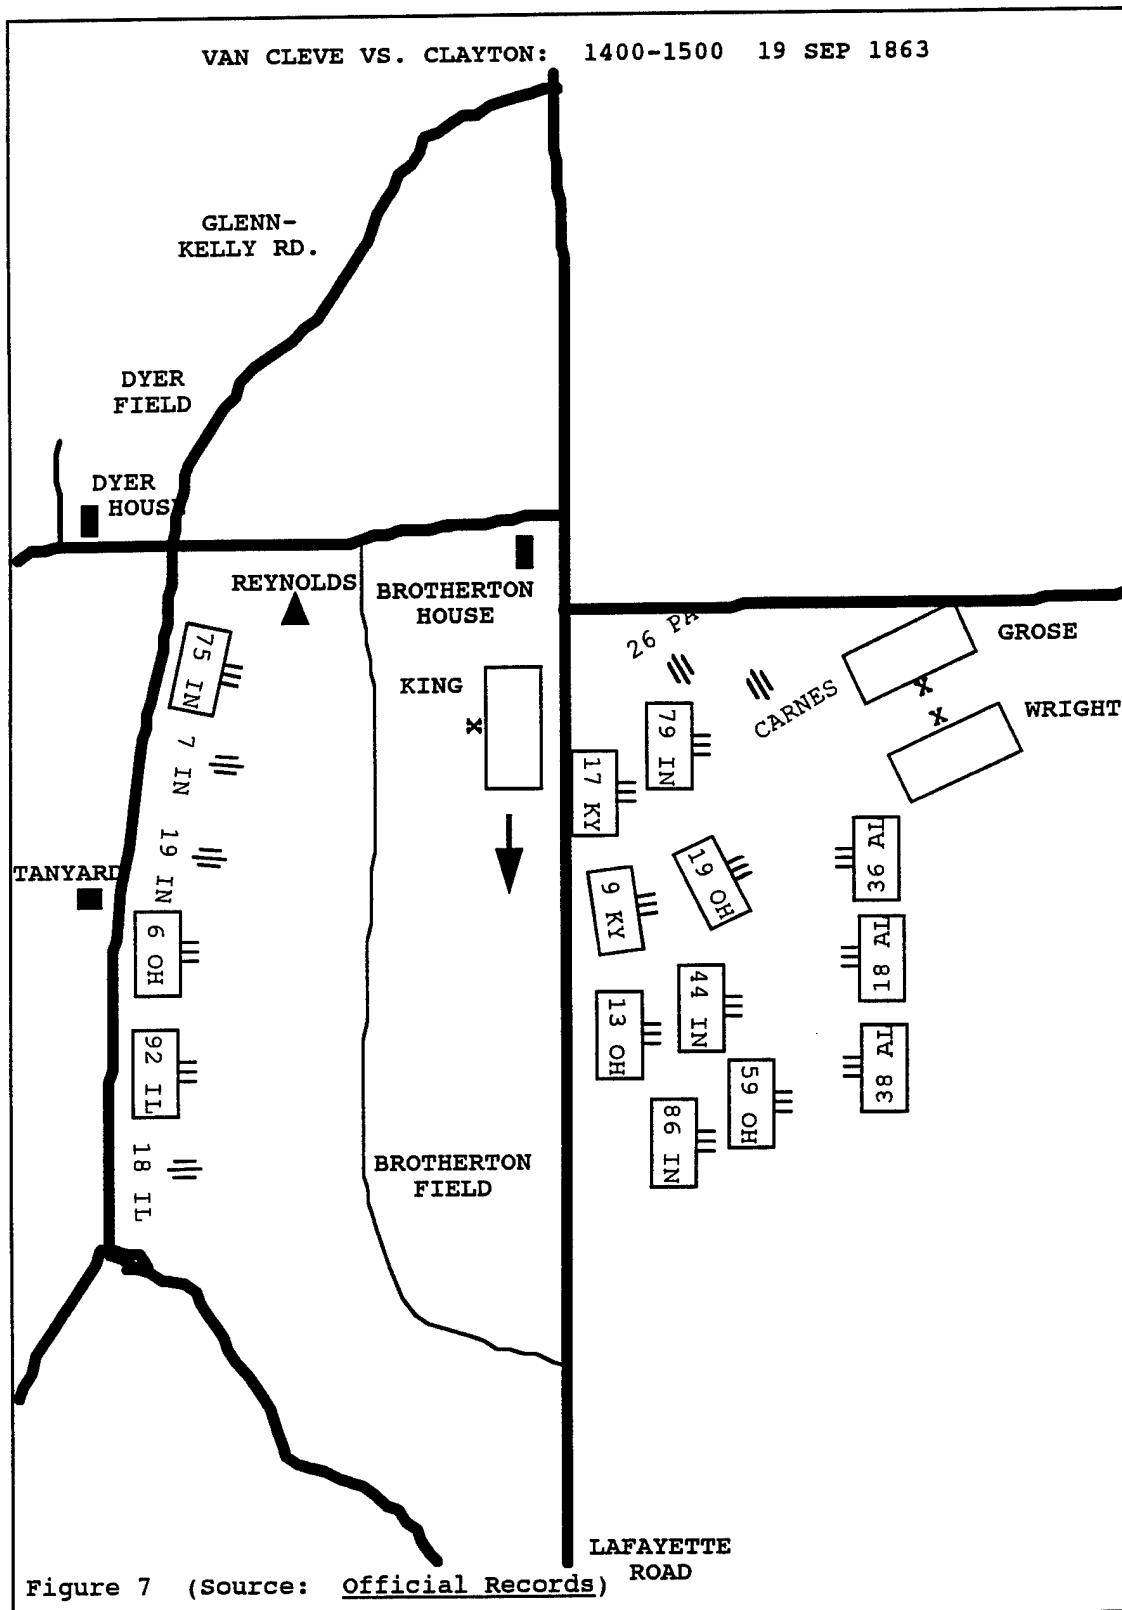 VAN CLEVE VS. CLAYTON: 1400-1500 19 SEP 1863
GLENN-
KELLY RD.
DYER
FIELD
DYER
HOUSE
REYNOLDS
BROTHERTON
HOUSE
26 PA
GROSE
75 IN
KING
CARNES
WRIGHT
79 IN
7 IN
17 KY
19 IN
TANYARD
36 AL
19 OH
9 KY
6 OH
18 AL
44 IN
13 OH
92 IL
38 AL
59 OH
86 IN
18 IL
BROTHERTON
FIELD
LAFAYETTE
ROAD
Figure 7 (Source: Official Records)
X
X
X